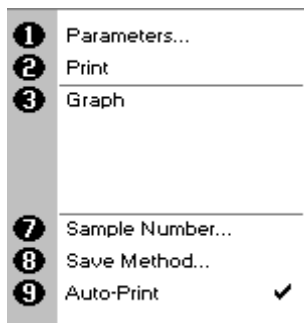 1 Parameters...
2 Print
3 Graph
7 Sample Number...
8 Save Method...
9 Auto-Print ✔